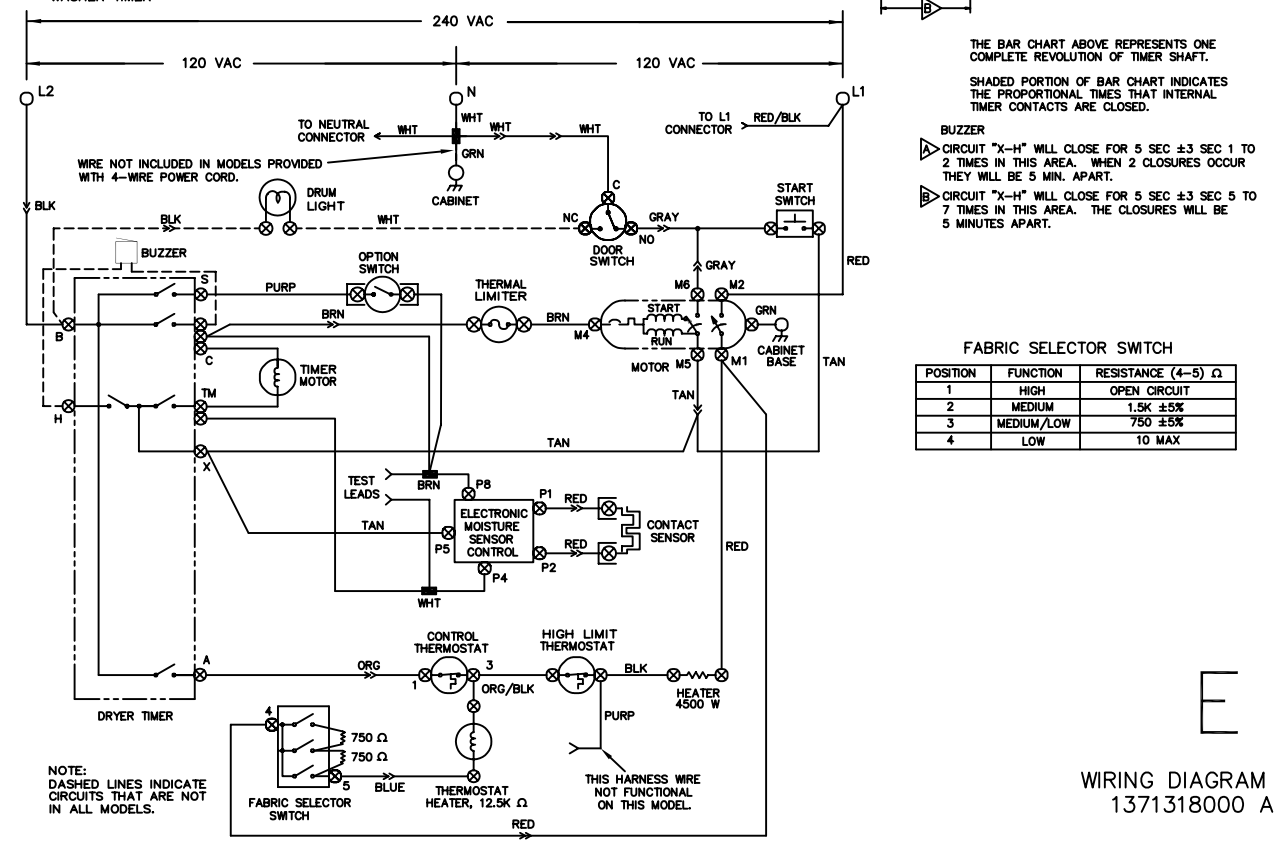 240 VAC
B
120 VAC
120 VAC
THE BAR CHART ABOVE REPRESENTS ONE
COMPLETE REVOLUTION OF TIMER SHAFT.
SHADED PORTION OF BAR CHART INDICATES
THE PROPORTIONAL TIMES THAT INTERNAL
TIMER CONTACTS ARE CLOSED.
BUZZER
A CIRCUIT "X-H" WILL CLOSE FOR 5 SEC ±3 SEC 1 TO
2 TIMES IN THIS AREA. WHEN 2 CLOSURES OCCUR
THEY WILL BE 5 MIN. APART.
B CIRCUIT "X-H" WILL CLOSE FOR 5 SEC ±3 SEC 5 TO
7 TIMES IN THIS AREA. THE CLOSURES WILL BE
5 MINUTES APART.
L2
N
L1
WHT
TO NEUTRAL
CONNECTOR
WHT
WHT
WHT
TO L1
CONNECTOR
RED/BLK
GRN
WIRE NOT INCLUDED IN MODELS PROVIDED
WITH 4-WIRE POWER CORD.
CABINET
DRUM
LIGHT
C
START
SWITCH
BLK
BLK
WHT
NC
GRAY
NO
DOOR
SWITCH
BUZZER
OPTION
SWITCH
GRAY
RED
S
PURP
THERMAL
LIMITER
M6
M2
BRN
BRN
START
GRN
B
M4
RUN
C
MOTOR
M5
M1
CABINET
BASE
TAN
TIMER
MOTOR
TM
TAN
H
TAN
X
FABRIC SELECTOR SWITCH
POSITION FUNCTION RESISTANCE (4-5) Ω
1 HIGH OPEN CIRCUIT
2 MEDIUM 1.5K ±5%
3 MEDIUM/LOW 750 ±5%
4 LOW 10 MAX
TEST
LEADS
BRN
P8
P1
RED
ELECTRONIC
MOISTURE
SENSOR
CONTROL
CONTACT
SENSOR
TAN
P5
RED
P2
RED
P4
WHT
CONTROL
THERMOSTAT
HIGH LIMIT
THERMOSTAT
A
ORG
1
3
ORG/BLK
BLK
HEATER
4500 W
PURP
DRYER TIMER
4
750 Ω
750 Ω
5
BLUE
THERMOSTAT
HEATER, 12.5K Ω
THIS HARNESS WIRE
NOT FUNCTIONAL
ON THIS MODEL.
FABRIC SELECTOR
SWITCH
RED
NOTE:
DASHED LINES INDICATE
CIRCUITS THAT ARE NOT
IN ALL MODELS.
E
WIRING DIAGRAM
1371318000 A